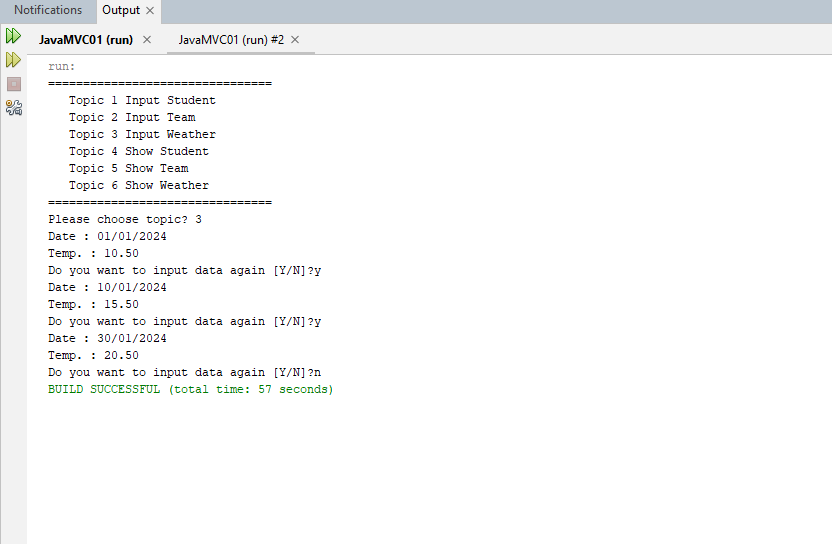 Notifications Output
JavaMVC01 (run) JavaMVC01 (run) #2
run:
================================
   Topic 1 Input Student
   Topic 2 Input Team
   Topic 3 Input Weather
   Topic 4 Show Student
   Topic 5 Show Team
   Topic 6 Show Weather
================================
Please choose topic? 3
Date : 01/01/2024
Temp. : 10.50
Do you want to input data again [Y/N]?y
Date : 10/01/2024
Temp. : 15.50
Do you want to input data again [Y/N]?y
Date : 30/01/2024
Temp. : 20.50
Do you want to input data again [Y/N]?n
BUILD SUCCESSFUL (total time: 57 seconds)